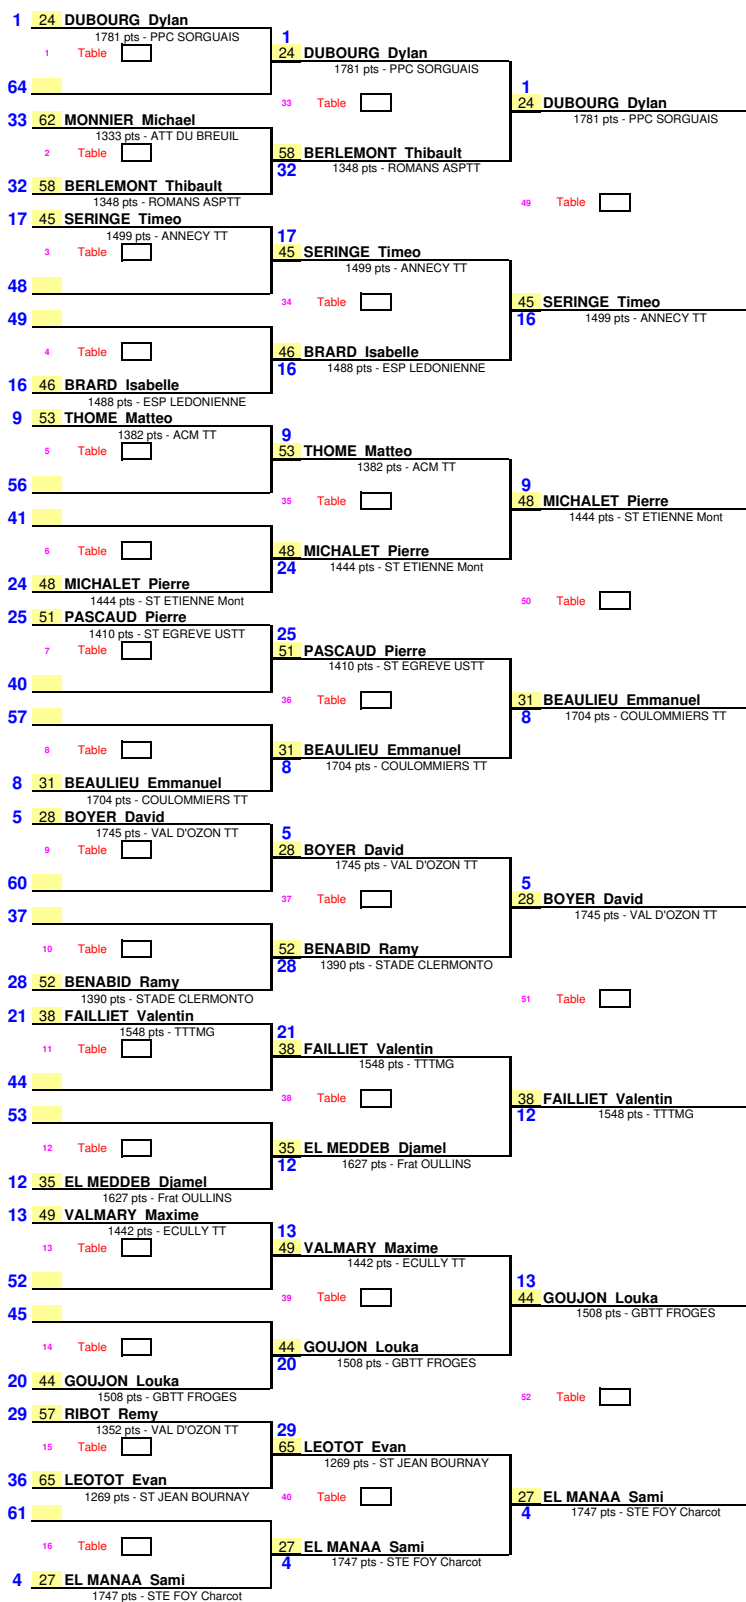 1 24 DUBOURG Dylan
1781 pts - PPC SORGUAIS
1 Table
64
33 62 MONNIER Michael
1333 pts - ATT DU BREUIL
2 Table
32 58 BERLEMONT Thibault
1348 pts - ROMANS ASPTT
17 45 SERINGE Timeo
1499 pts - ANNECY TT
3 Table
48
49
4 Table
16 46 BRARD Isabelle
1488 pts - ESP LEDONIENNE
9 53 THOME Matteo
1382 pts - ACM TT
5 Table
56
41
6 Table
24 48 MICHALET Pierre
1444 pts - ST ETIENNE Mont
25 51 PASCAUD Pierre
1410 pts - ST EGREVE USTT
7 Table
40
57
8 Table
8 31 BEAULIEU Emmanuel
1704 pts - COULOMMIERS TT
5 28 BOYER David
1745 pts - VAL D'OZON TT
9 Table
60
37
10 Table
28 52 BENABID Ramy
1390 pts - STADE CLERMONTO
21 38 FAILLIET Valentin
1548 pts - TTTMG
11 Table
44
53
12 Table
12 35 EL MEDDEB Djamel
1627 pts - Frat OULLINS
13 49 VALMARY Maxime
1442 pts - ECULLY TT
13 Table
52
45
14 Table
20 44 GOUJON Louka
1508 pts - GBTT FROGES
29 57 RIBOT Remy
1352 pts - VAL D'OZON TT
15 Table
36 65 LEOTOT Evan
1269 pts - ST JEAN BOURNAY
61
16 Table
4 27 EL MANAA Sami
1747 pts - STE FOY Charcot
1
24 DUBOURG Dylan
1781 pts - PPC SORGUAIS
33 Table
58 BERLEMONT Thibault
32 1348 pts - ROMANS ASPTT
17
45 SERINGE Timeo
1499 pts - ANNECY TT
34 Table
46 BRARD Isabelle
16 1488 pts - ESP LEDONIENNE
9
53 THOME Matteo
1382 pts - ACM TT
35 Table
48 MICHALET Pierre
24 1444 pts - ST ETIENNE Mont
25
51 PASCAUD Pierre
1410 pts - ST EGREVE USTT
36 Table
31 BEAULIEU Emmanuel
8 1704 pts - COULOMMIERS TT
5
28 BOYER David
1745 pts - VAL D'OZON TT
37 Table
52 BENABID Ramy
28 1390 pts - STADE CLERMONTO
21
38 FAILLIET Valentin
1548 pts - TTTMG
38 Table
35 EL MEDDEB Djamel
12 1627 pts - Frat OULLINS
13
49 VALMARY Maxime
1442 pts - ECULLY TT
39 Table
44 GOUJON Louka
20 1508 pts - GBTT FROGES
29
65 LEOTOT Evan
1269 pts - ST JEAN BOURNAY
40 Table
27 EL MANAA Sami
4 1747 pts - STE FOY Charcot
1
24 DUBOURG Dylan
1781 pts - PPC SORGUAIS
49 Table
45 SERINGE Timeo
16 1499 pts - ANNECY TT
9
48 MICHALET Pierre
1444 pts - ST ETIENNE Mont
50 Table
31 BEAULIEU Emmanuel
8 1704 pts - COULOMMIERS TT
5
28 BOYER David
1745 pts - VAL D'OZON TT
51 Table
38 FAILLIET Valentin
12 1548 pts - TTTMG
13
44 GOUJON Louka
1508 pts - GBTT FROGES
52 Table
27 EL MANAA Sami
4 1747 pts - STE FOY Charcot